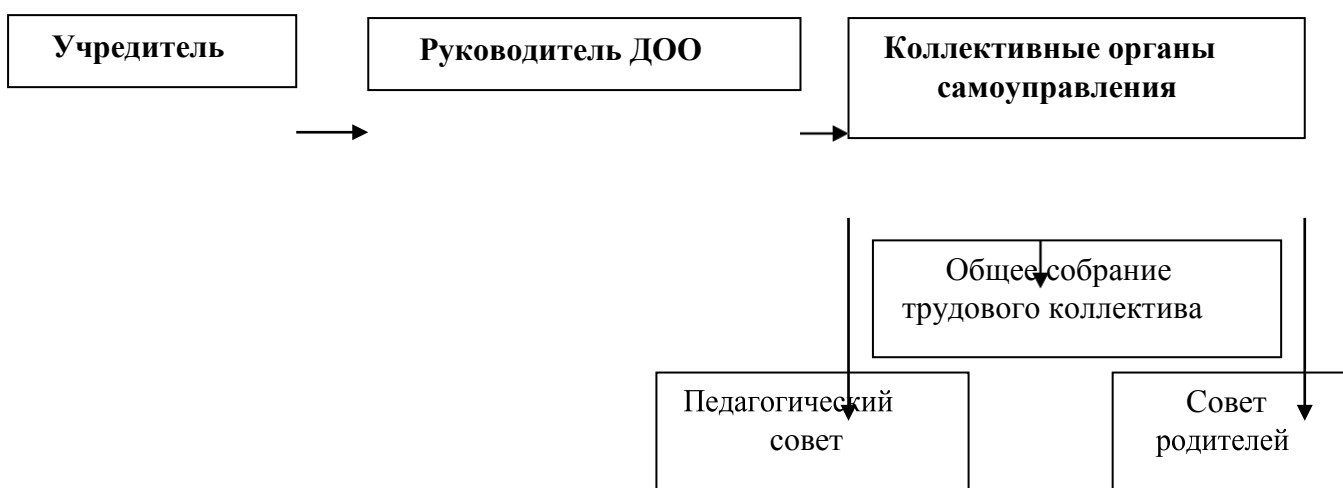 Учредитель
Руководитель ДОО
Коллективные органы
самоуправления
Общее собрание
трудового коллектива
Педагогический
совет
Совет
родителей